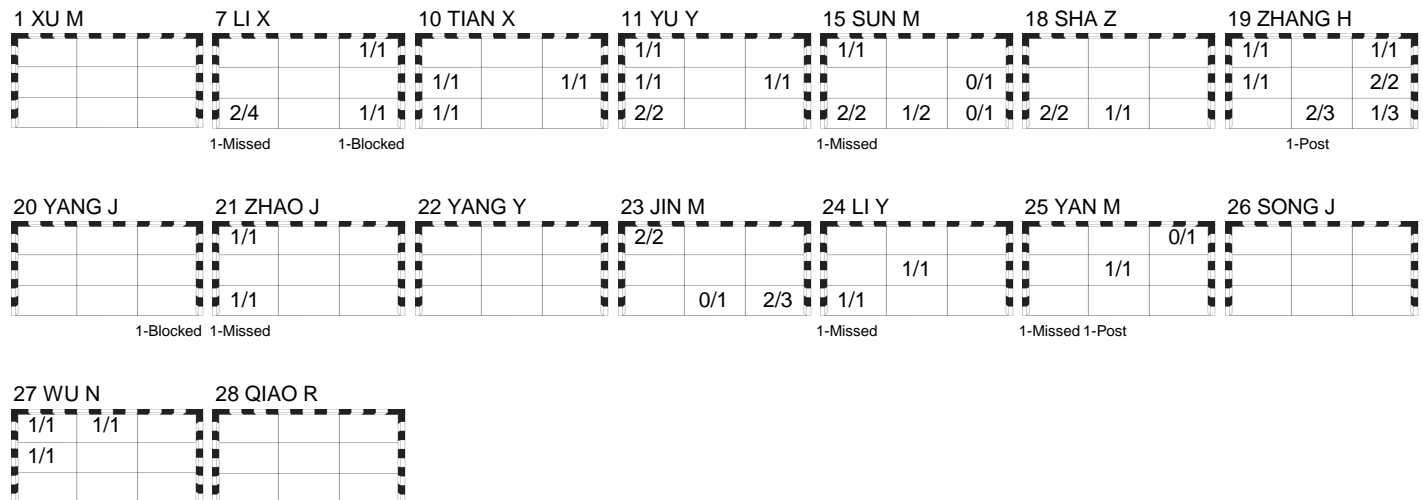 1 XU M 7 LI X 10 TIAN X 11 YU Y 15 SUN M 18 SHA Z 19 ZHANG H
1/1 1/1 1/1 1/1 1/1
1/1 1/1 1/1 1/1 0/1 1/1 2/2
2/4 1/1 1/1 2/2 2/2 1/2 0/1 2/2 1/1 2/3 1/3
1-Missed 1-Blocked 1-Missed 1-Post
20 YANG J 21 ZHAO J 22 YANG Y 23 JIN M 24 LI Y 25 YAN M 26 SONG J
1/1 2/2 0/1
1/1 1/1
1/1 0/1 2/3 1/1
1-Blocked 1-Missed 1-Missed 1-Missed 1-Post
27 WU N 28 QIAO R
1/1 1/1
1/1